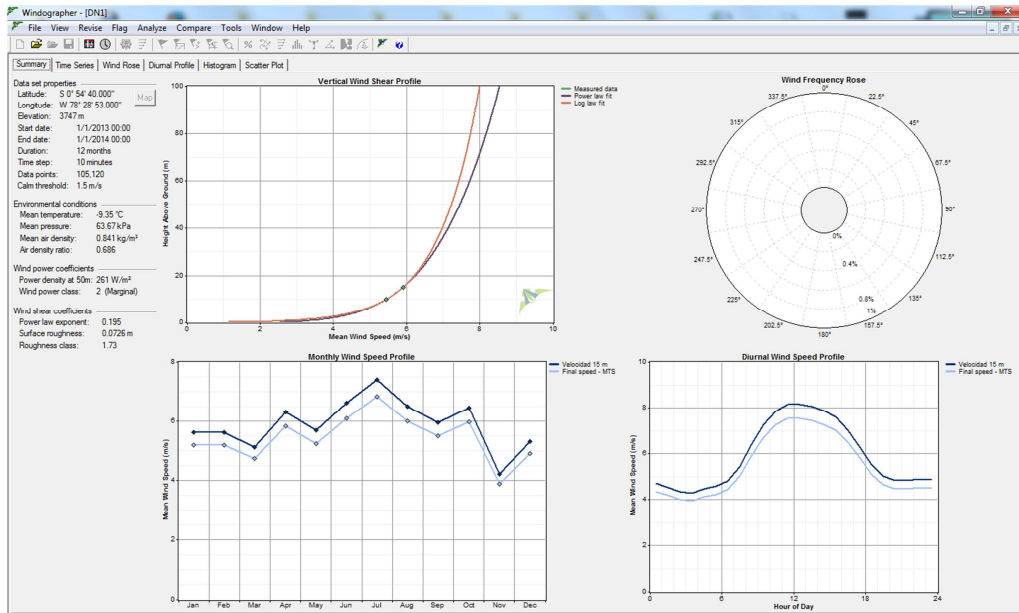 Windographer - [DN1]
File View Revise Flag Analyze Compare Tools Window Help
Summary Time Series Wind Rose Diurnal Profile Histogram Scatter Plot
Data set properties
Latitude: S 0° 54' 40.000"
Longitude: W 78° 28' 53.000"
Map
Elevation: 3747 m
Start date: 1/1/2013 00:00
End date: 1/1/2014 00:00
Duration: 12 months
Time step: 10 minutes
Data points: 105,120
Calm threshold: 1.5 m/s
Environmental conditions
Mean temperature: -9.35 °C
Mean pressure: 63.67 kPa
Mean air density: 0.841 kg/m³
Air density ratio: 0.686
Wind power coefficients
Power density at 50m: 261 W/m²
Wind power class: 2 (Marginal)
Wind shear coefficients
Power law exponent: 0.195
Surface roughness: 0.0726 m
Roughness class: 1.73
Vertical Wind Shear Profile
Height Above Ground (m)
100
80
60
40
20
0
0 2 4 6 8 10
Mean Wind Speed (m/s)
Measured data
Power law fit
Log law fit
Wind Frequency Rose
0°
22.5°
45°
67.5°
90°
112.5°
135°
157.5°
180°
202.5°
225°
247.5°
270°
292.5°
315°
337.5°
0%
0.4%
0.8%
1%
Monthly Wind Speed Profile
Mean Wind Speed (m/s)
8
6
4
2
0
Jan Feb Mar Apr May Jun Jul Aug Sep Oct Nov Dec
Velocidad 15 m
Final speed - MTS
Diurnal Wind Speed Profile
Mean Wind Speed (m/s)
10
8
6
4
2
0
0 6 12 18 24
Hour of Day
Velocidad 15 m
Final speed - MTS